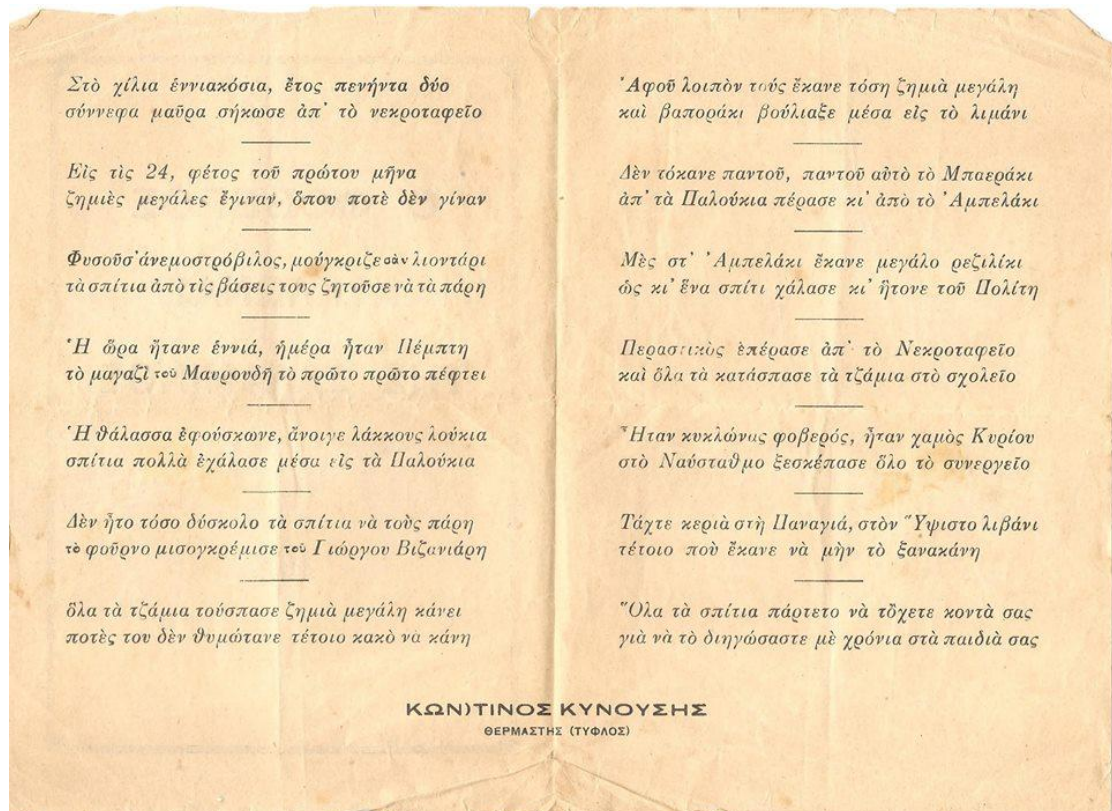 Στὸ χίλια ἐννιακόσια, ἔτος πενήντα δύο
σύννεφα μαῦρα σήκωσε ἀπ' τὸ νεκροταφεῖο
Εἰς τὶς 24, φέτος τοῦ πρώτου μῆνα
ζημιὲς μεγάλες ἔγιναν, ὅπου ποτὲ δὲν γίναν
Φυσοῦσ' ἀνεμοστρόβιλος, μούγκριζε σὰν λιοντάρι
τὰ σπίτια ἀπὸ τὶς βάσεις τους ζητοῦσε νὰ τὰ πάρη
Ἡ ὥρα ἤτανε ἐννιά, ἡμέρα ἦταν Πέμπτη
τὸ μαγαζὶ τοῦ Μαυρουδῆ τὸ πρῶτο πρῶτο πέφτει
Ἡ θάλασσα ἐφούσκωνε, ἄνοιγε λάκκους λούκια
σπίτια πολλὰ ἐχάλασε μέσα εἰς τὰ Παλούκια
Δὲν ἦτο τόσο δύσκολο τὰ σπίτια νὰ τοὺς πάρη
τὸ φοῦρνο μισογκρέμισε τοῦ Γιώργου Βιζανιάρη
ὅλα τὰ τζάμια τούσπασε ζημιὰ μεγάλη κάνει
ποτὲς του δὲν θυμώτανε τέτοιο κακὸ νὰ κάνη
Ἀφοῦ λοιπὸν τούς ἔκανε τόση ζημιὰ μεγάλη
καὶ βαποράκι βούλιαξε μέσα εἰς τὸ λιμάνι
Δὲν τὄκανε παντοῦ, παντοῦ αὐτὸ τὸ Μπαεράκι
ἀπ' τὰ Παλούκια πέρασε κι' ἀπὸ τὸ Ἀμπελάκι
Μὲς στ' Ἀμπελάκι ἔκανε μεγάλο ρεζιλίκι
ὡς κι' ἕνα σπίτι χάλασε κι' ἤτονε τοῦ Πολίτη
Περαστικὸς ἐπέρασε ἀπ' τὸ Νεκροταφεῖο
καὶ ὅλα τὰ κατάσπασε τὰ τζάμια στὸ σχολεῖο
Ἦταν κυκλώνας φοβερός, ἦταν χαμὸς Κυρίου
στὸ Ναύσταθμο ξεσκέπασε ὅλο τὸ συνεργεῖο
Τάχτε κεριὰ στὴ Παναγιά, στὸν Ὕψιστο λιβάνι
τέτοιο ποὺ ἔκανε νὰ μὴν τὸ ξανακάνη
Ὅλα τὰ σπίτια πάρτετο νὰ τὄχετε κοντὰ σας
γιὰ νὰ τὸ διηγώσαστε μὲ χρόνια στὰ παιδιὰ σας
ΚΩΝ)ΤΙΝΟΣ ΚΥΝΟΥΣΗΣ
ΘΕΡΜΑΣΤΗΣ (ΤΥΦΛΟΣ)